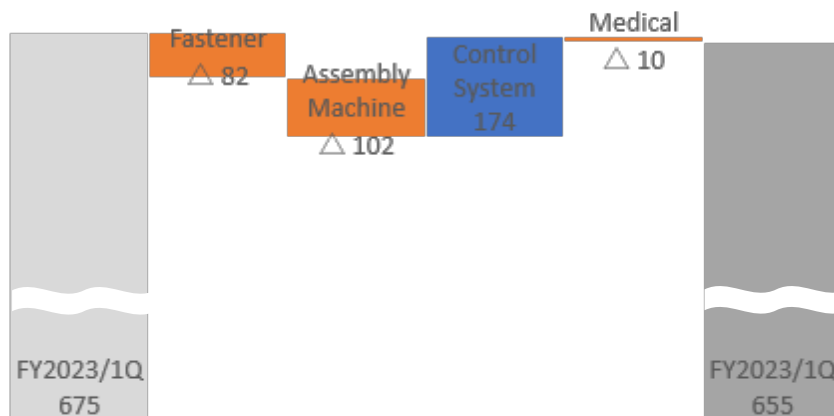 Fastener
△ 82
Assembly
Machine
△ 102
Control
System
174
Medical
△ 10
FY2023/1Q
675
FY2023/1Q
655